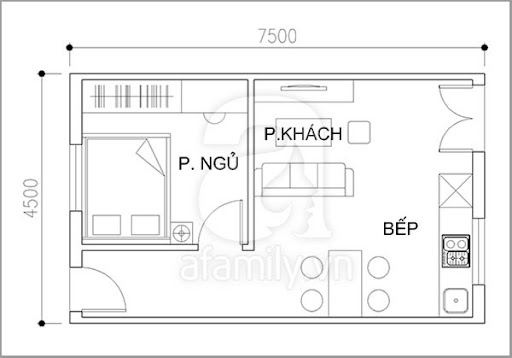 7500
4500
P.KHÁCH
P. NGỦ
BẾP
afamily.vn